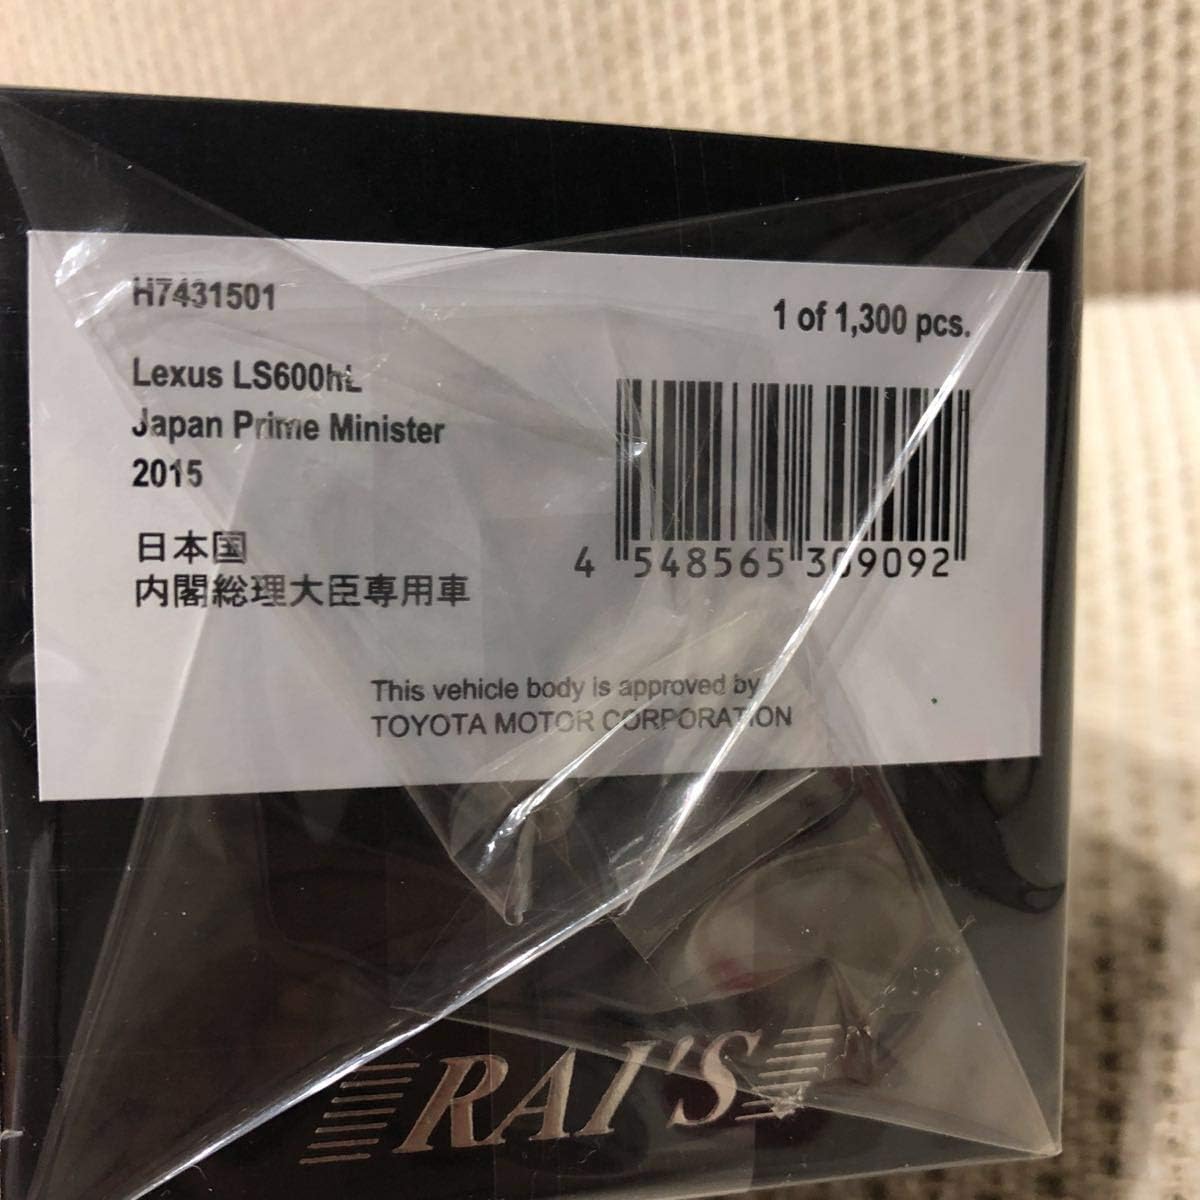 H7431501
1 of 1,300 pcs.
Lexus LS600hL
Japan Prime Minister
2015
日本国
内閣総理大臣専用車
4 548565 309092
This vehicle body is approved by
TOYOTA MOTOR CORPORATION
RAI'S